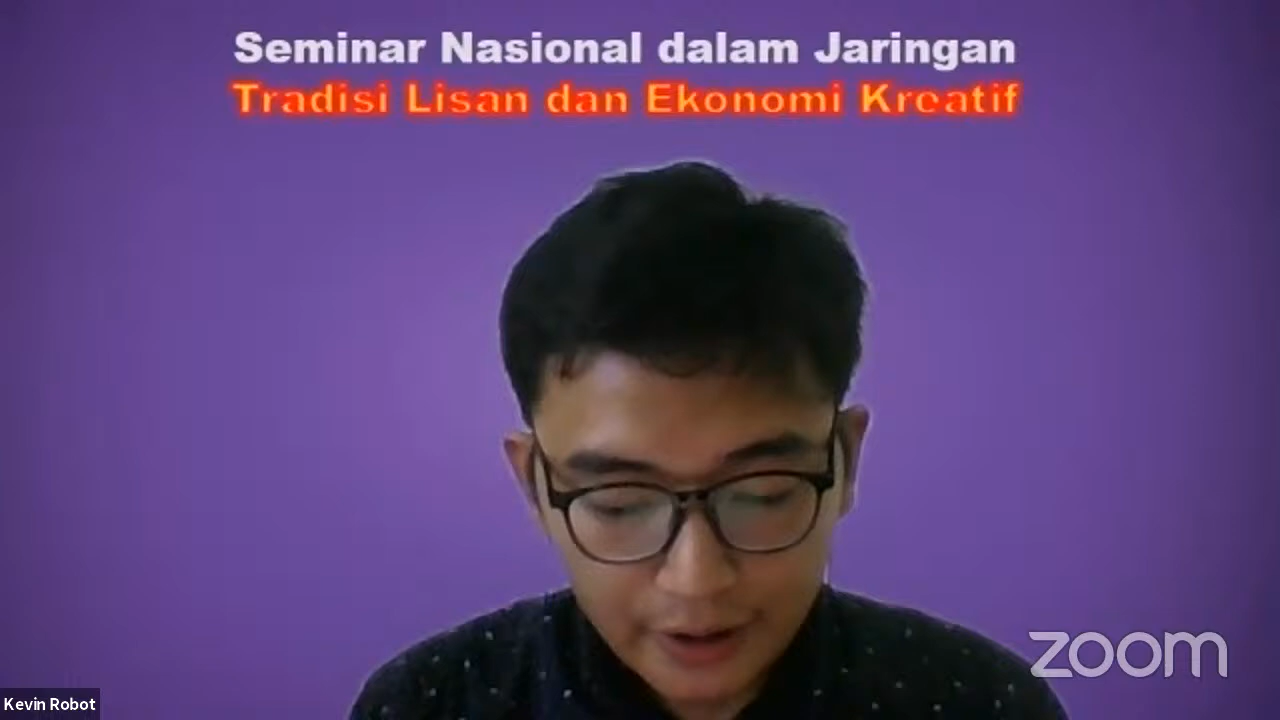 Seminar Nasional dalam Jaringan
Tradisi Lisan dan Ekonomi Kreatif
zoom
Kevin Robot